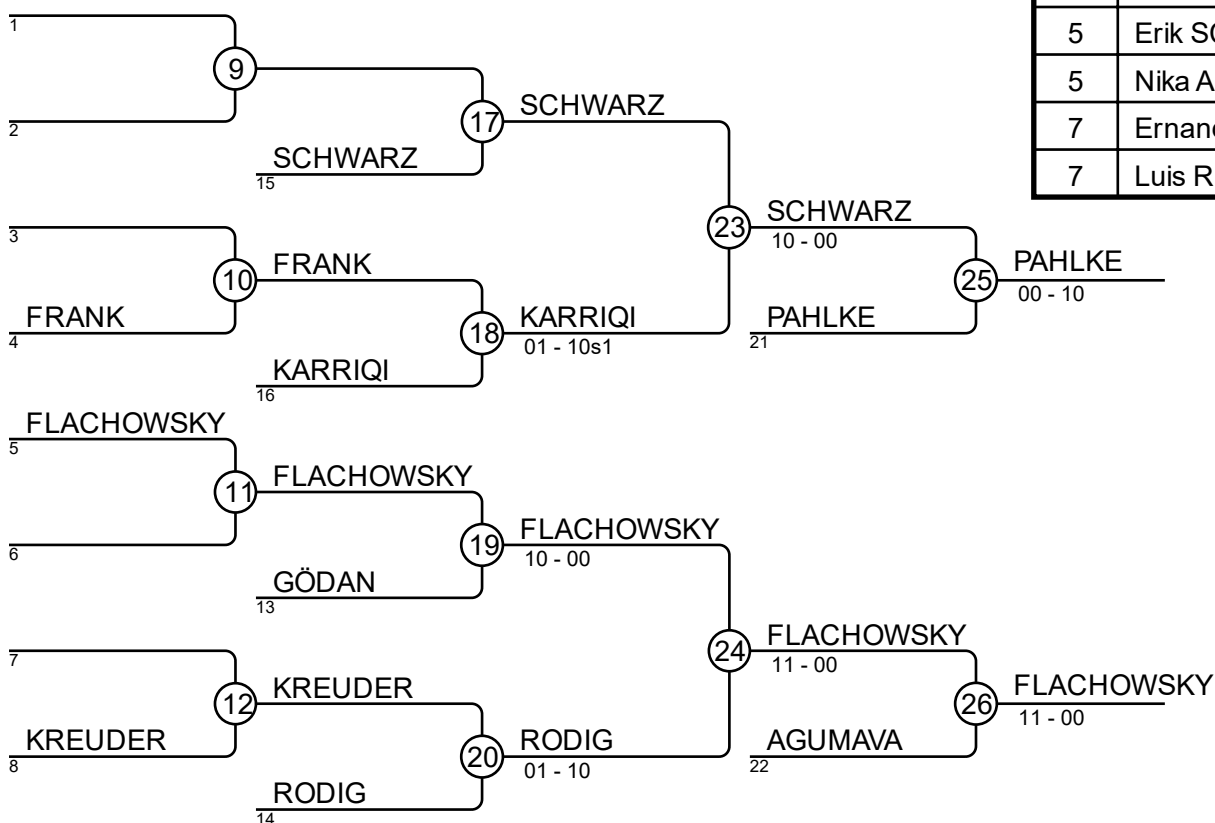 1
9
2
17
SCHWARZ
SCHWARZ
15
3
10
FRANK
FRANK
4
18
KARRIQI
01 - 10s1
KARRIQI
16
23
SCHWARZ
10 - 00
25
PAHLKE
00 - 10
PAHLKE
21
FLACHOWSKY
5
11
FLACHOWSKY
6
19
FLACHOWSKY
10 - 00
GÖDAN
13
7
12
KREUDER
KREUDER
8
20
RODIG
01 - 10
RODIG
14
24
FLACHOWSKY
11 - 00
26
FLACHOWSKY
11 - 00
AGUMAVA
22
5 Erik
5 Nika
7
7 Luis